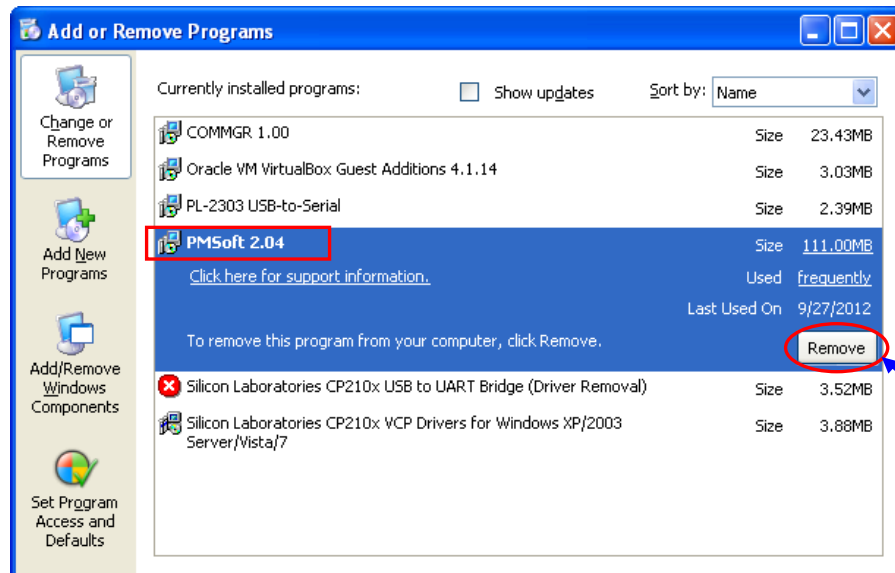 Add or Remove Programs
Change or
Remove
Programs
Add New
Programs
Add/Remove
Windows
Components
Set Program
Access and
Defaults
Currently installed programs:
Show updates
Sort by: Name
COMMGR 1.00 Size 23.43MB
Oracle VM VirtualBox Guest Additions 4.1.14 Size 3.03MB
PL-2303 USB-to-Serial Size 2.39MB
PMSoft 2.04 Size 111.00MB
Click here for support information. Used frequently
Last Used On 9/27/2012
To remove this program from your computer, click Remove. Remove
Silicon Laboratories CP210x USB to UART Bridge (Driver Removal) Size 3.52MB
Silicon Laboratories CP210x VCP Drivers for Windows XP/2003 Size 3.88MB
Server/Vista/7